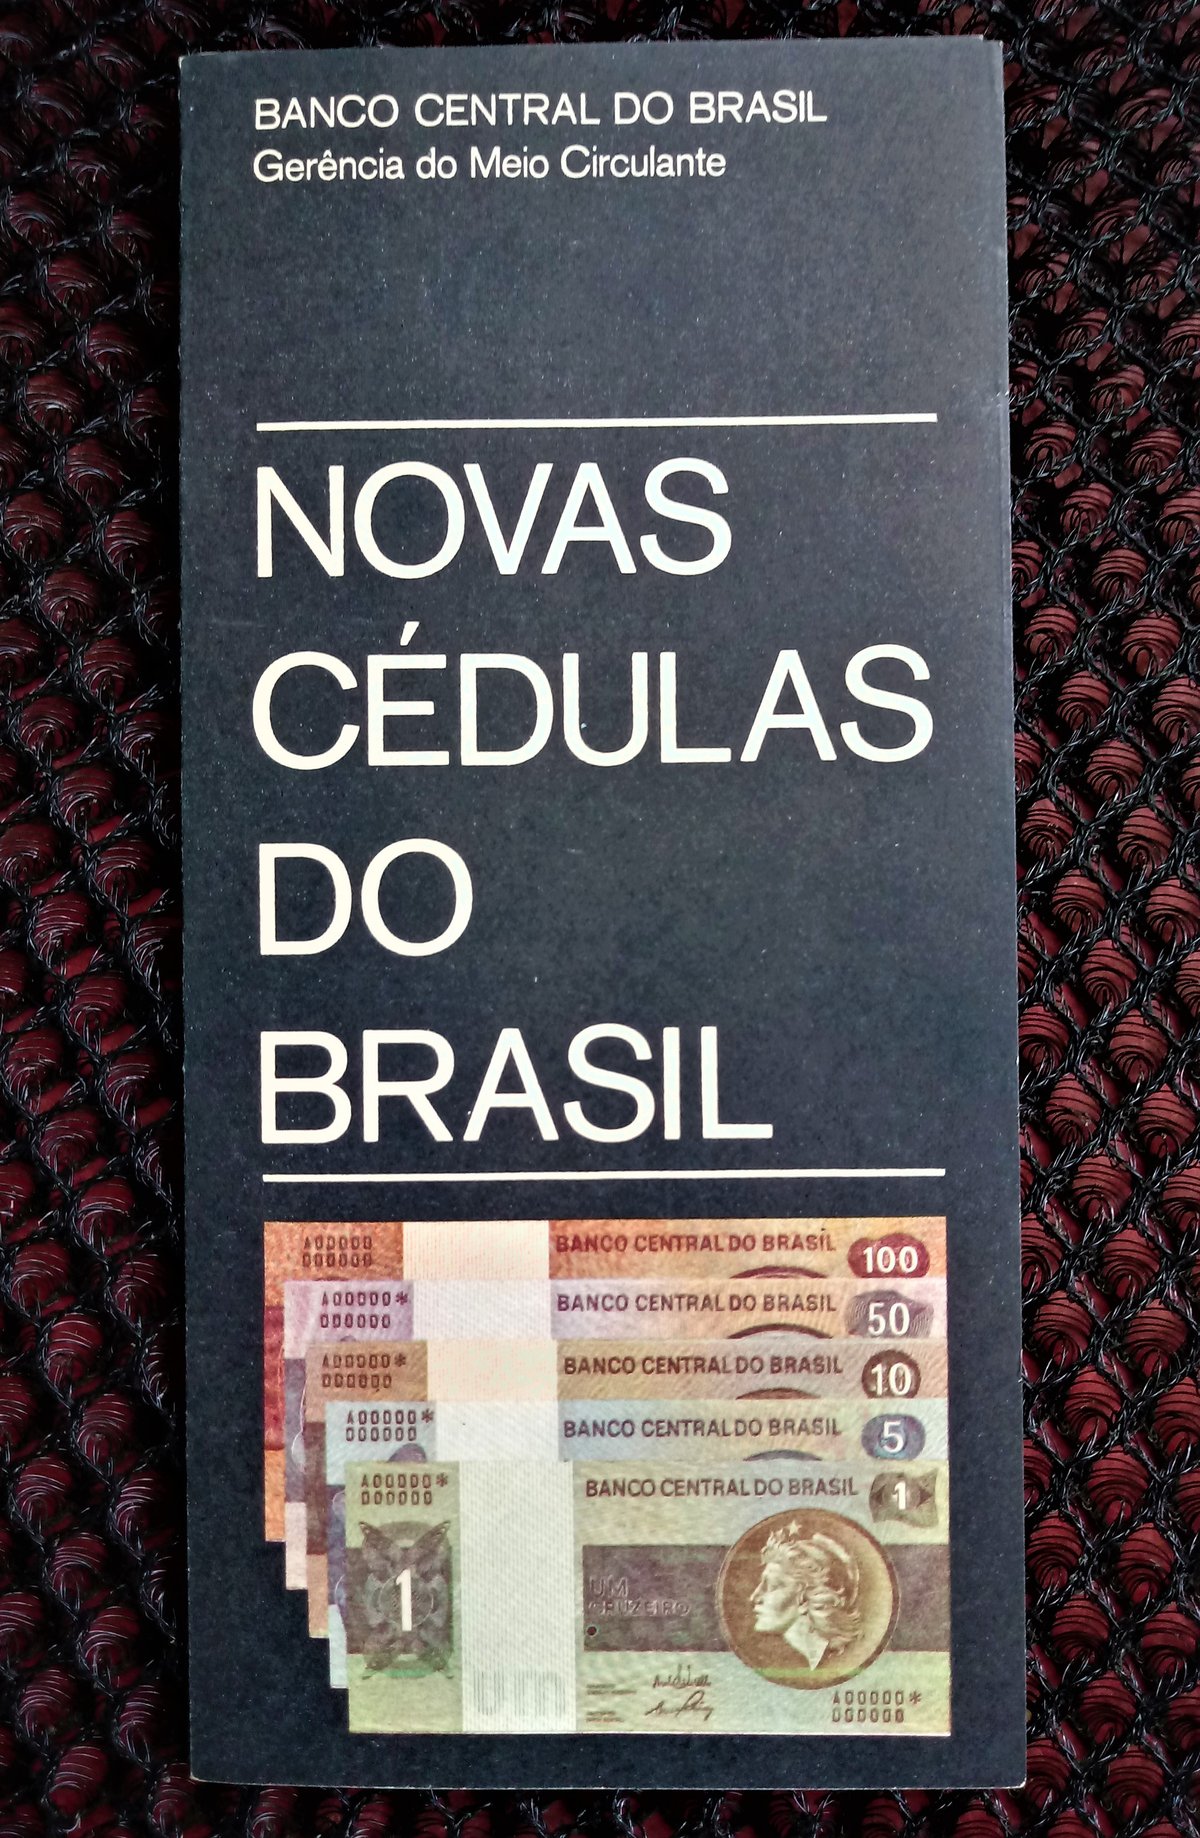 BANCO CENTRAL DO BRASIL
Gerência do Meio Circulante
NOVAS
CÉDULAS
DO
BRASIL
A00000
000000
BANCO CENTRAL DO BRASIL
100
A00000*
000000
BANCO CENTRAL DO BRASIL
50
A00000*
000000
BANCO CENTRAL DO BRASIL
10
A00000*
000000
BANCO CENTRAL DO BRASIL
5
A00000*
000000
BANCO CENTRAL DO BRASIL
1
1
UM
CRUZEIRO
um
A00000*
000000